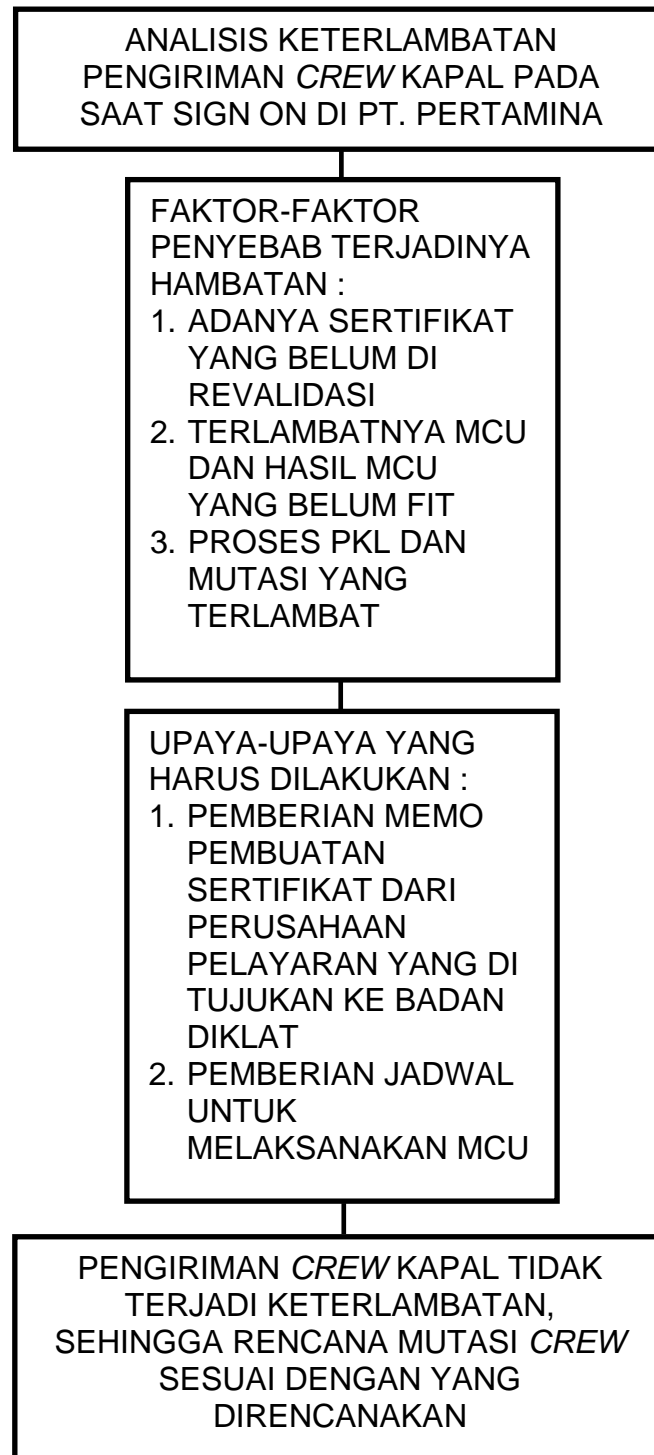 ANALISIS KETERLAMBATAN
PENGIRIMAN CREW KAPAL PADA
SAAT SIGN ON DI PT. PERTAMINA
FAKTOR-FAKTOR
PENYEBAB TERJADINYA
HAMBATAN :
1. ADANYA SERTIFIKAT
YANG BELUM DI
REVALIDASI
2. TERLAMBATNYA MCU
DAN HASIL MCU
YANG BELUM FIT
3. PROSES PKL DAN
MUTASI YANG
TERLAMBAT
UPAYA-UPAYA YANG
HARUS DILAKUKAN :
1. PEMBERIAN MEMO
PEMBUATAN
SERTIFIKAT DARI
PERUSAHAAN
PELAYARAN YANG DI
TUJUKAN KE BADAN
DIKLAT
2. PEMBERIAN JADWAL
UNTUK
MELAKSANAKAN MCU
PENGIRIMAN CREW KAPAL TIDAK
TERJADI KETERLAMBATAN,
SEHINGGA RENCANA MUTASI CREW
SESUAI DENGAN YANG
DIRENCANAKAN